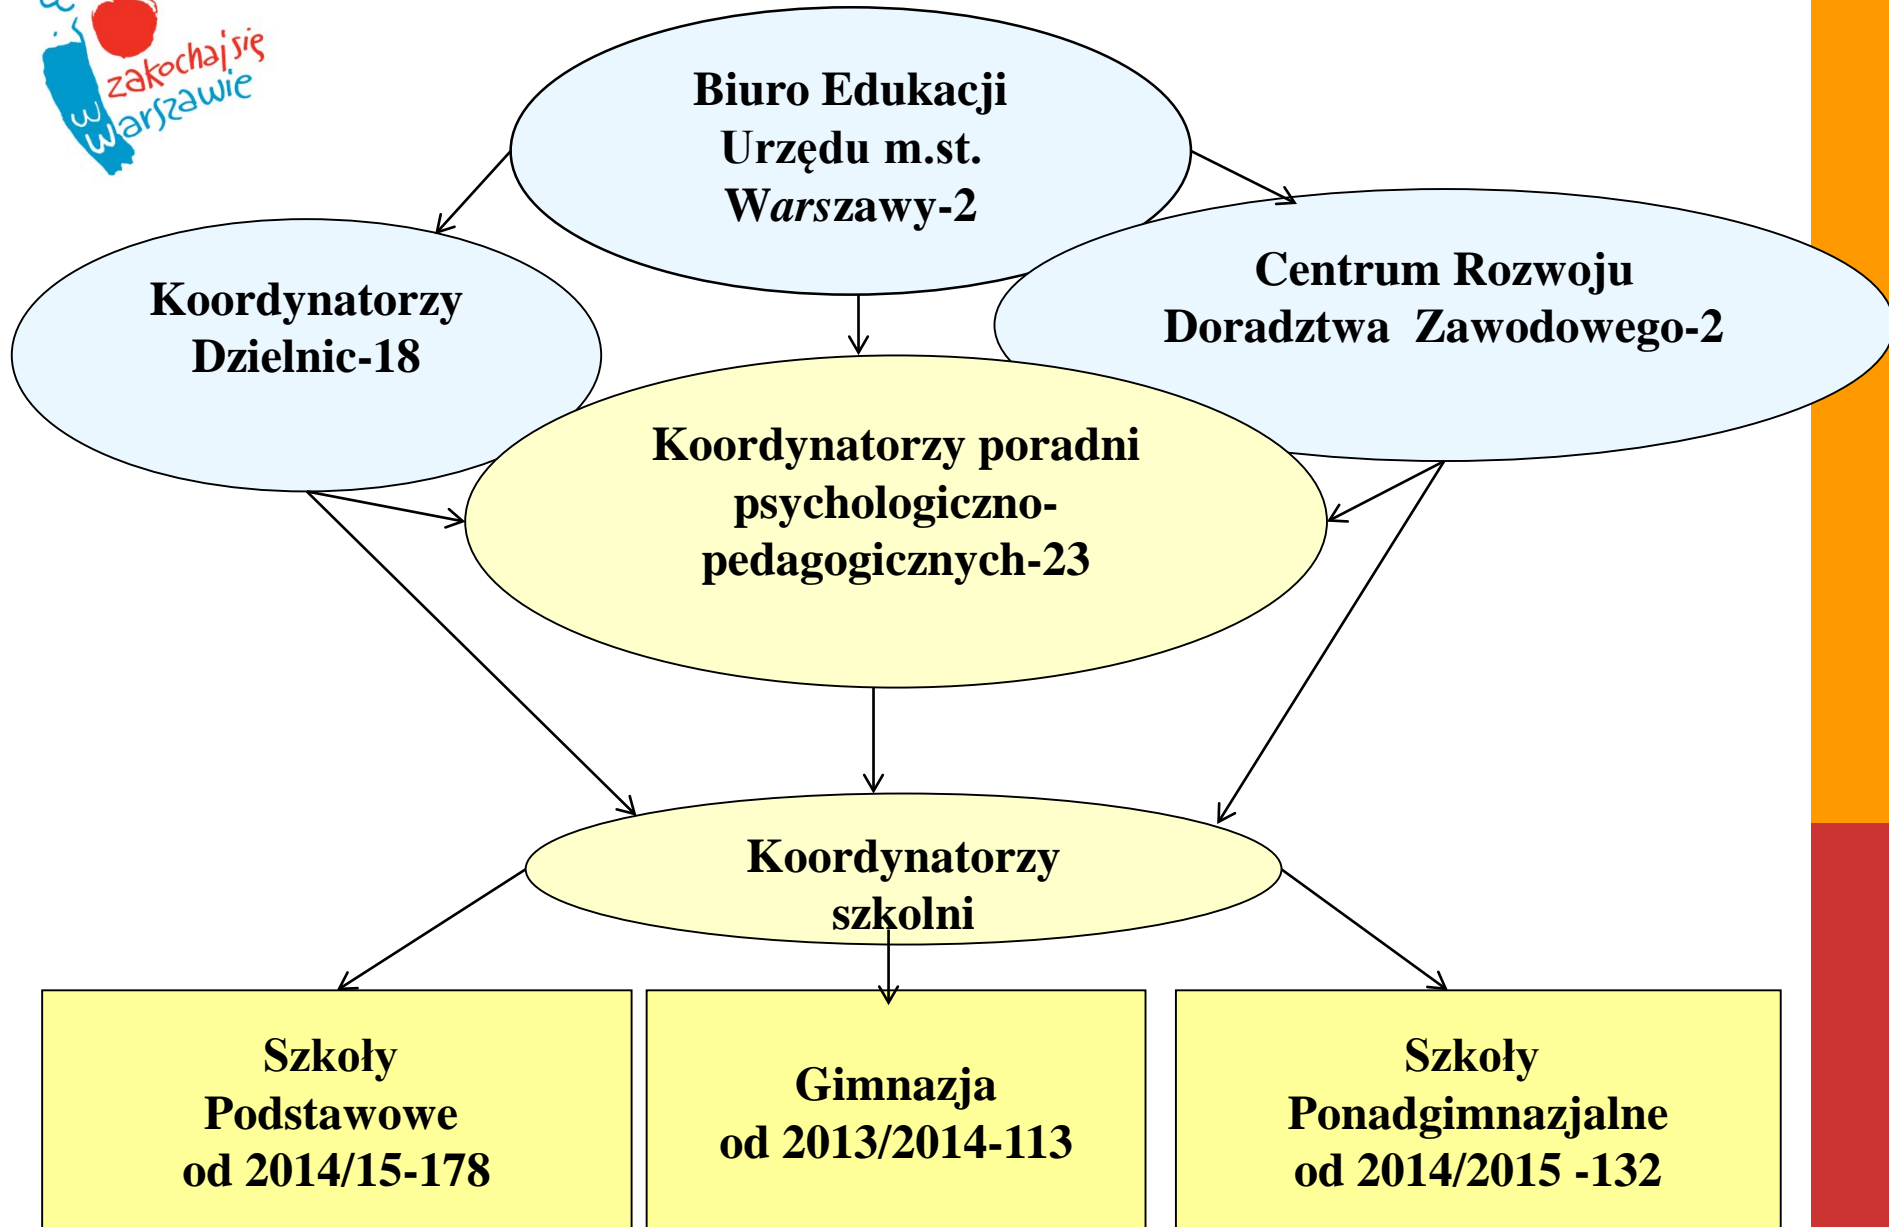 zakochaj się
w
Warszawie
Biuro Edukacji
Urzędu m.st.
Warszawy-2
Koordynatorzy
Dzielnic-18
Centrum Rozwoju
Doradztwa Zawodowego-2
Koordynatorzy poradni
psychologiczno-
pedagogicznych-23
Koordynatorzy
szkolni
Szkoły
Podstawowe
od 2014/15-178
Gimnazja
od 2013/2014-113
Szkoły
Ponadgimnazjalne
od 2014/2015 -132